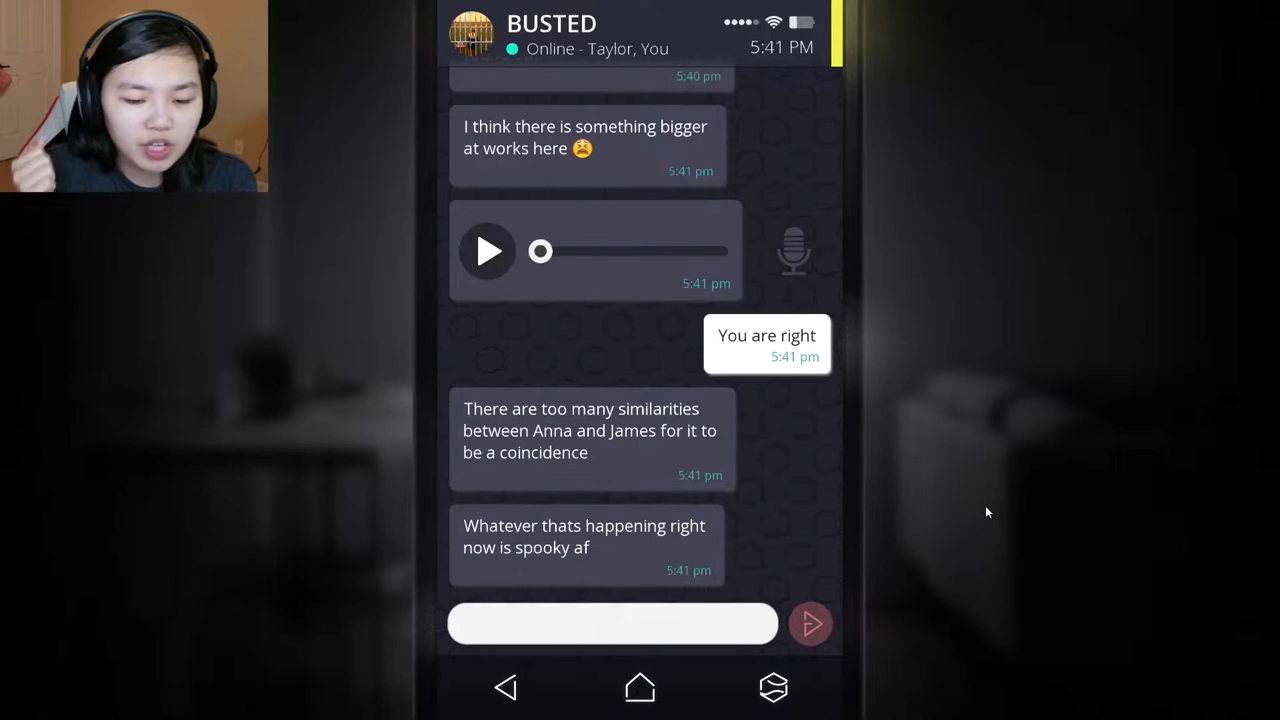 BUSTED
Online - Taylor, You
5:41 PM
5:40 pm
I think there is something bigger
at works here 😫
5:41 pm
5:41 pm
You are right
5:41 pm
There are too many similarities
between Anna and James for it to
be a coincidence
5:41 pm
Whatever thats happening right
now is spooky af
5:41 pm